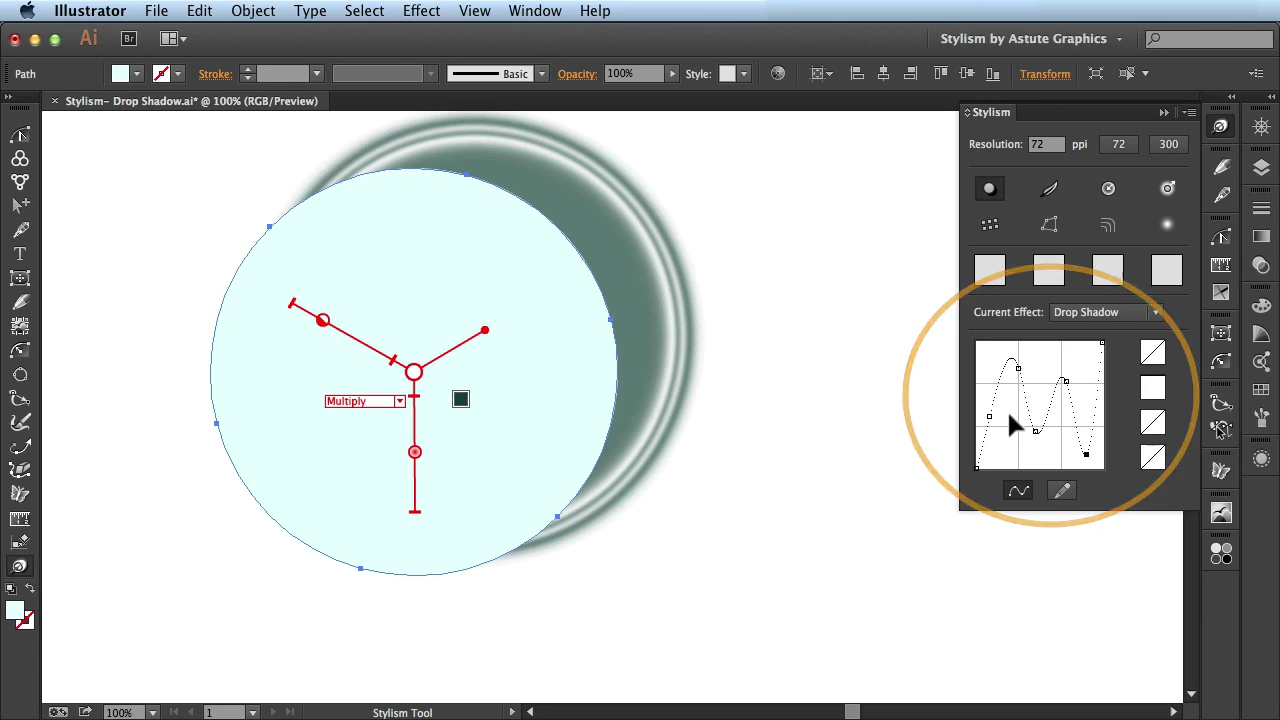 Illustrator File Edit Object Type Select Effect View Window Help
Ai Br Stylism by Astute Graphics
Path Stroke: Basic Opacity: 100% Style: Transform
× Stylism- Drop Shadow.ai* @ 100% (RGB/Preview)
Stylism
Resolution: 72 ppi 72 300
Current Effect: Drop Shadow
Multiply
T
100% 1 Stylism Tool